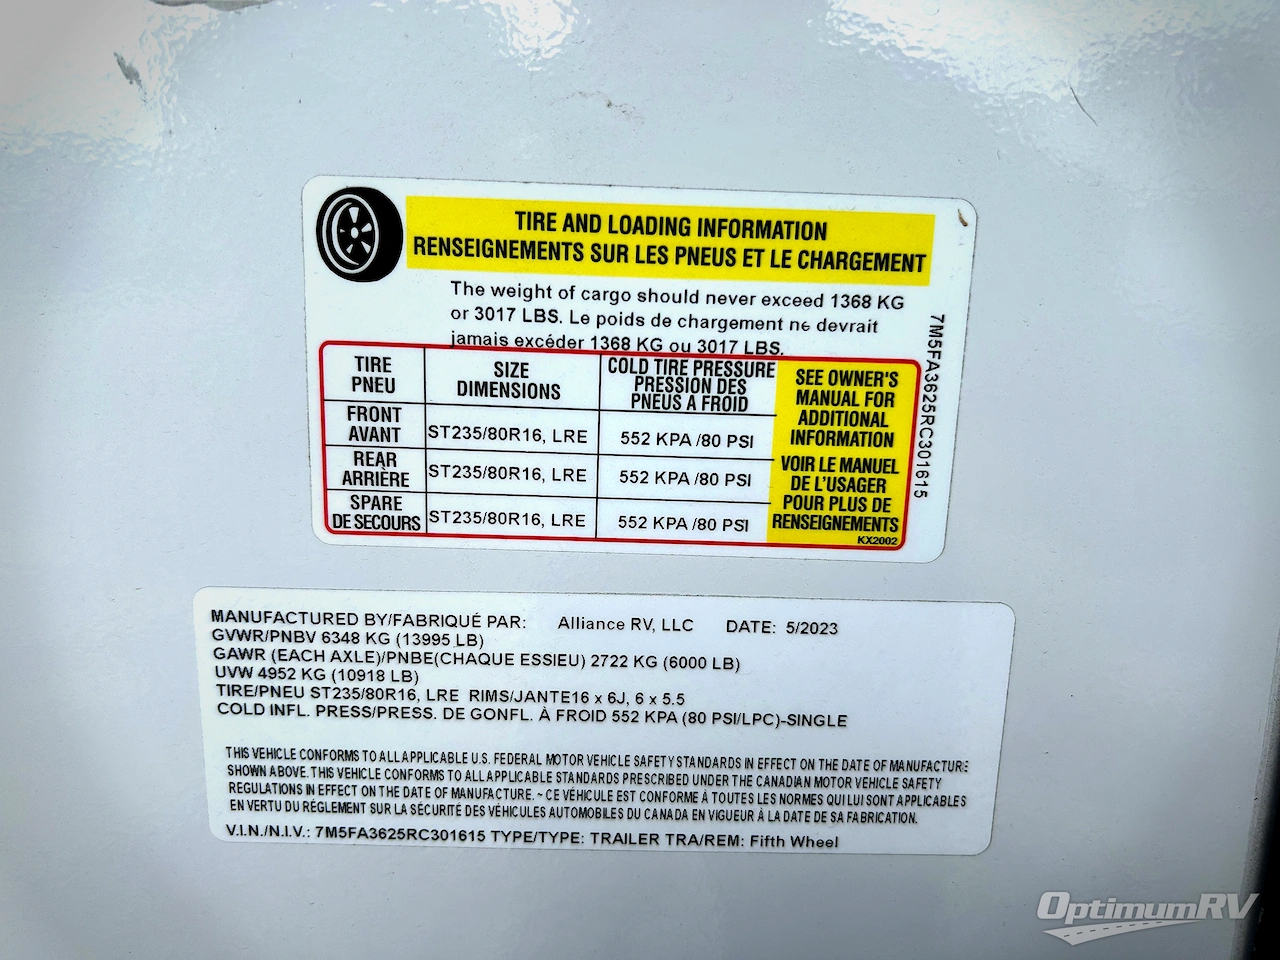 TIRE AND LOADING INFORMATION
RENSEIGNEMENTS SUR LES PNEUS ET LE CHARGEMENT
The weight of cargo should never exceed 1368 KG
or 3017 LBS. Le poids de chargement ne devrait
jamais excéder 1368 KG ou 3017 LBS.
TIRE
PNEU
SIZE
DIMENSIONS
COLD TIRE PRESSURE
PRESSION DES
PNEUS A FROID
FRONT
AVANT
ST235/80R16, LRE
552 KPA /80 PSI
REAR
ARRIÈRE
ST235/80R16, LRE
552 KPA /80 PSI
SPARE
DE SECOURS
ST235/80R16, LRE
552 KPA /80 PSI
SEE OWNER'S
MANUAL FOR
ADDITIONAL
INFORMATION
VOIR LE MANUEL
DE L'USAGER
POUR PLUS DE
RENSEIGNEMENTS
KX2002
7M5FA3625RC301615
MANUFACTURED BY/FABRIQUÉ PAR: Alliance RV, LLC DATE: 5/2023
GVWR/PNBV 6348 KG (13995 LB)
GAWR (EACH AXLE)/PNBE(CHAQUE ESSIEU) 2722 KG (6000 LB)
UVW 4952 KG (10918 LB)
TIRE/PNEU ST235/80R16, LRE RIMS/JANTE16 x 6J, 6 x 5.5
COLD INFL. PRESS/PRESS. DE GONFL. À FROID 552 KPA (80 PSI/LPC)-SINGLE
THIS VEHICLE CONFORMS TO ALL APPLICABLE U.S. FEDERAL MOTOR VEHICLE SAFETY STANDARDS IN EFFECT ON THE DATE OF MANUFACTURE
SHOWN ABOVE. THIS VEHICLE CONFORMS TO ALL APPLICABLE STANDARDS PRESCRIBED UNDER THE CANADIAN MOTOR VEHICLE SAFETY
REGULATIONS IN EFFECT ON THE DATE OF MANUFACTURE. ~ CE VÉHICULE EST CONFORME À TOUTES LES NORMES QUI LUI SONT APPLICABLES
EN VERTU DU RÉGLEMENT SUR LA SÉCURITÉ DES VÉHICULES AUTOMOBILES DU CANADA EN VIGUEUR À LA DATE DE SA FABRICATION.
V.I.N./N.I.V.: 7M5FA3625RC301615 TYPE/TYPE: TRAILER TRA/REM: Fifth Wheel
OptimumRV